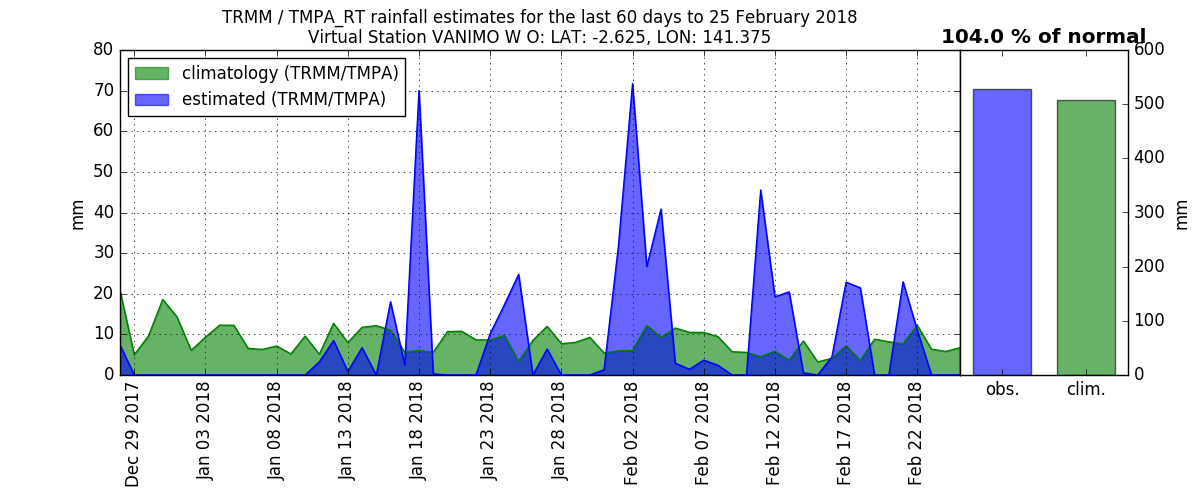 TRMM / TMPA_RT rainfall estimates for the last 60 days to 25 February 2018
Virtual Station VANIMO W O: LAT: -2.625, LON: 141.375
104.0 % of normal
climatology (TRMM/TMPA)
estimated (TRMM/TMPA)
mm
80
70
60
50
40
30
20
10
0
Dec 29 2017
Jan 03 2018
Jan 08 2018
Jan 13 2018
Jan 18 2018
Jan 23 2018
Jan 28 2018
Feb 02 2018
Feb 07 2018
Feb 12 2018
Feb 17 2018
Feb 22 2018
obs.
clim.
600
500
400
300
200
100
0
mm